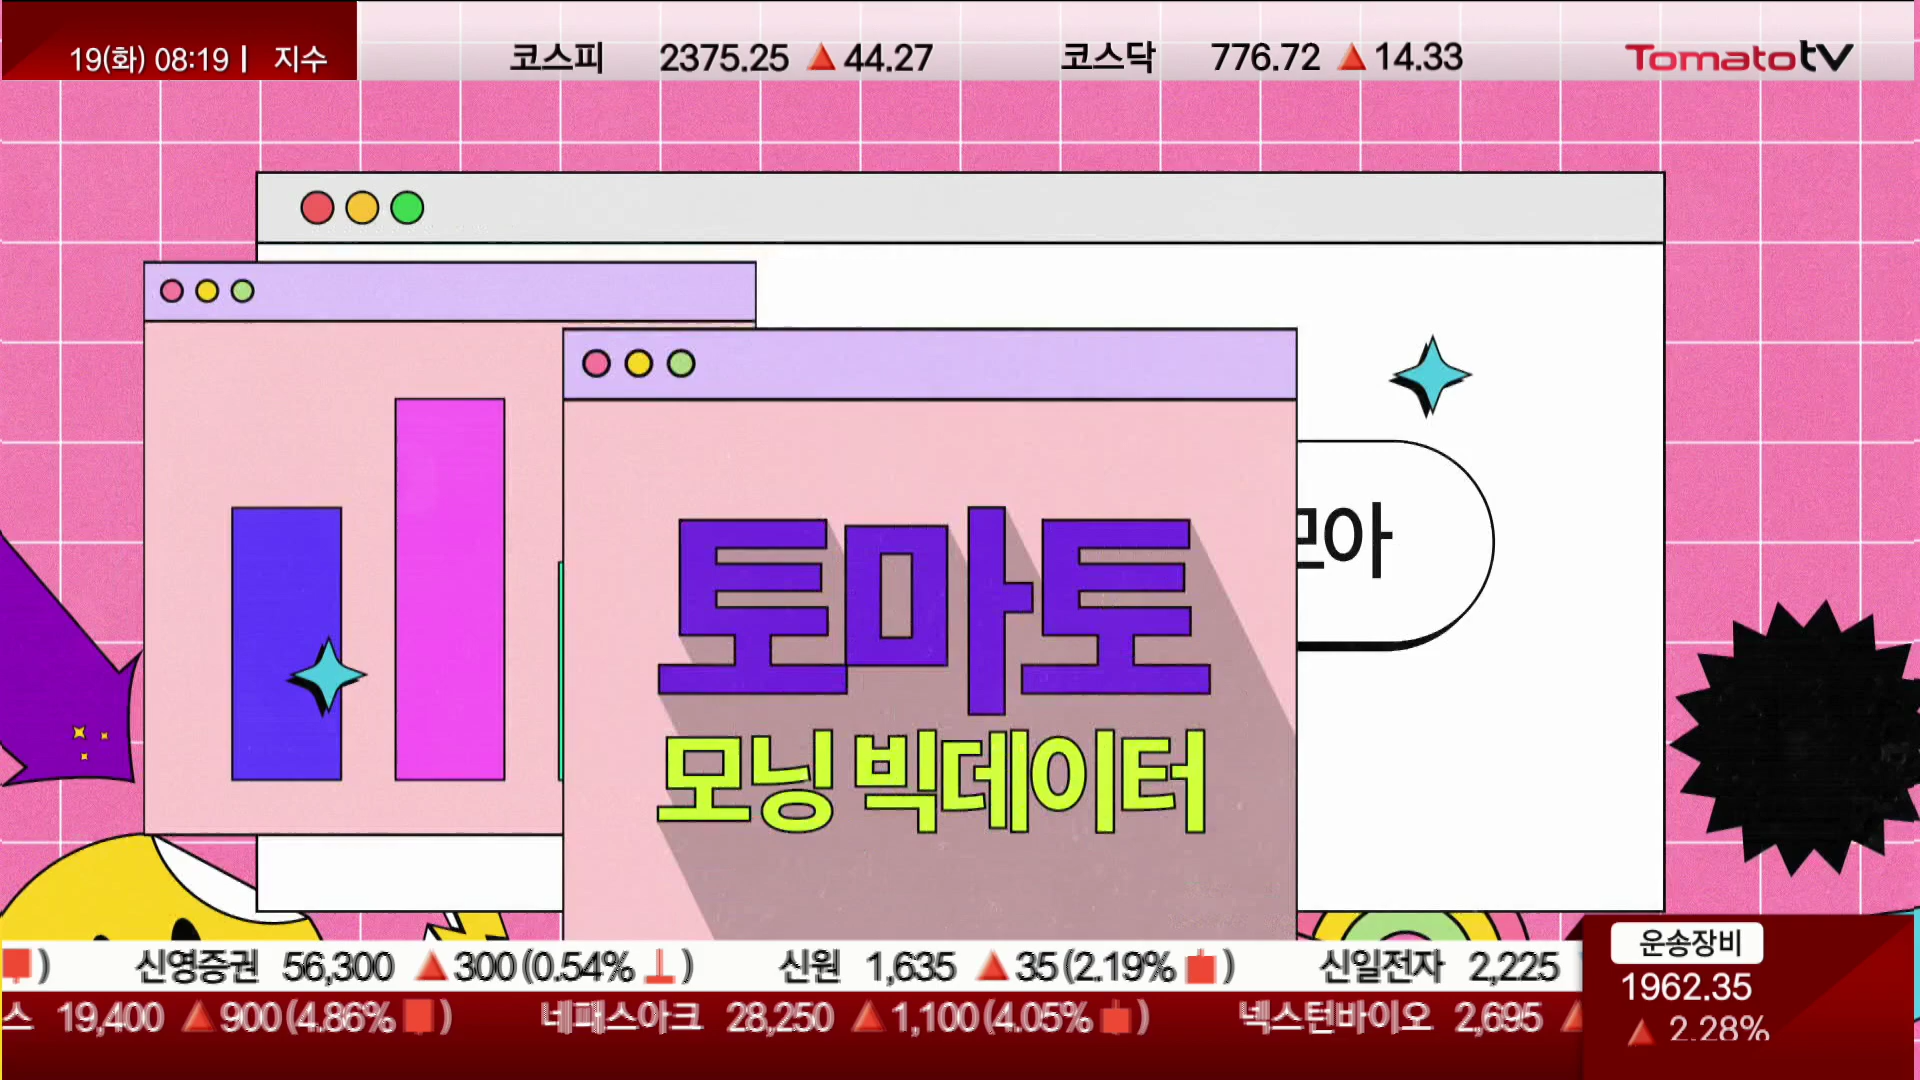 19(화) 08:19 | 지수 코스피 2375.25 ▲ 44.27 코스닥 776.72 ▲ 14.33 Tomatotv
모아
토마토
모닝 빅데이터
) 신영증권 56,300 ▲ 300 (0.54% ) 신원 1,635 ▲ 35 (2.19% ) 신일전자 2,225
스 19,400 ▲ 900 (4.86% ) 네패스아크 28,250 ▲ 1,100 (4.05% ) 넥스턴바이오 2,695 ▲
운송장비
1962.35
▲ 2.28%